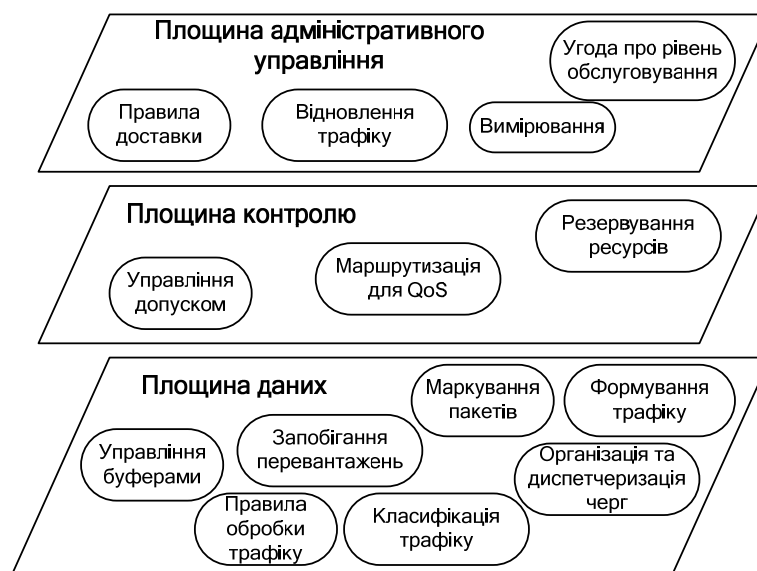 Площина адміністративного
управління
Угода про рівень
обслуговування
Правила
доставки
Відновлення
трафіку
Вимірювання
Площина контролю
Резервування
ресурсів
Управління
допуском
Маршрутизація
для QoS
Площина даних
Маркування
пакетів
Формування
трафіку
Управління
буферами
Запобігання
перевантажень
Організація та
диспетчеризація
черг
Правила
обробки
трафіку
Класифікація
трафіку